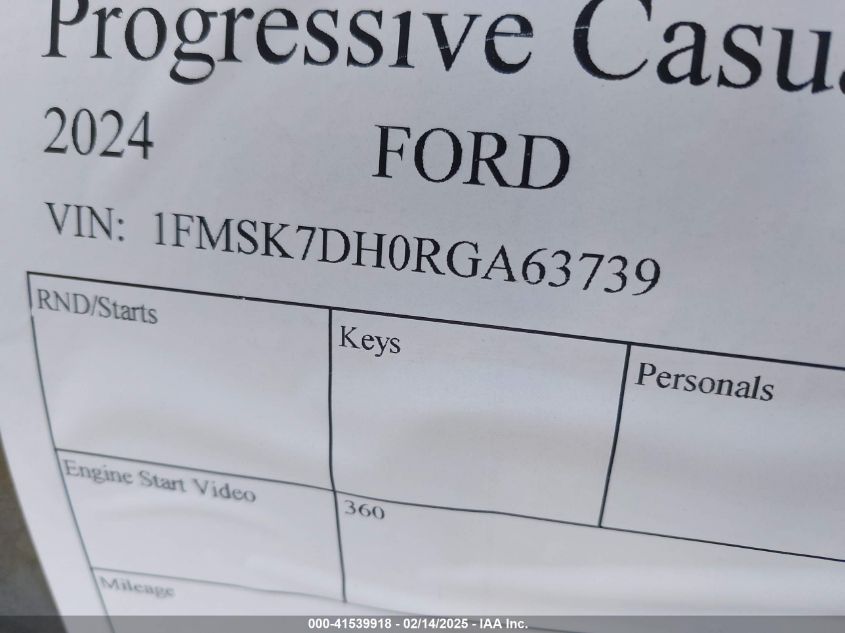 Progressive
2024 FORD
VIN: 1FMSK7DH0RGA63739
RND/Starts Keys Personals
Engine Start Video 360
Mileage
000-41539918 - 02/14/2025 - IAA Inc.